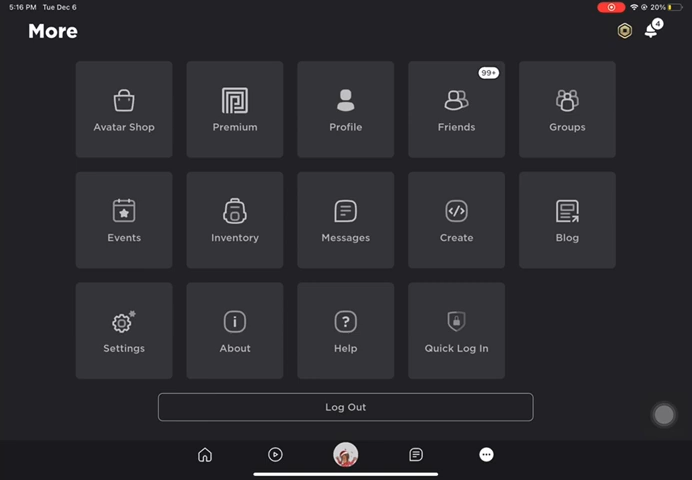 5:16 PM Tue Dec 6 20%
More 4
99+
Avatar Shop Premium Profile Friends Groups
Events Inventory Messages Create Blog
Settings About Help Quick Log In
Log Out